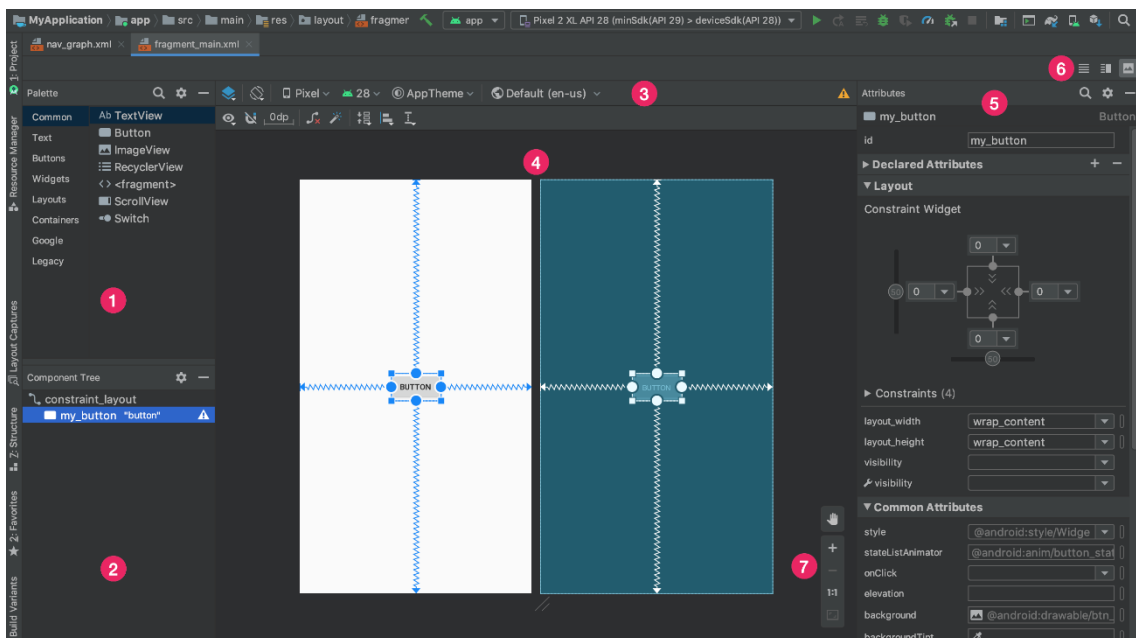 MyApplication app src main res layout fragmer app Pixel 2 XL API 28 (minSdk(API 29) > deviceSdk(API 28))
nav_graph.xml fragment_main.xml
1: Project
6
Palette
Pixel 28 AppTheme Default (en-us)
3
Attributes
5
Common
Text
Buttons
Widgets
Layouts
Containers
Google
Legacy
Ab TextView
Button
ImageView
RecyclerView
<> <fragment>
ScrollView
Switch
0dp
my_button Button
id my_button
Declared Attributes
Layout
Constraint Widget
0
50 0 0
0
50
Constraints (4)
layout_width wrap_content
layout_height wrap_content
visibility
visibility
Common Attributes
style @android:style/Widge
stateListAnimator @android:anim/button_stat
onClick
elevation
background @android:drawable/btn_
backgroundTint
Resource Manager
1
4
Layout Captures
Component Tree
constraint_layout
my_button "button"
BUTTON
BUTTON
Z: Structure
2: Favorites
Build Variants
2
7
1:1